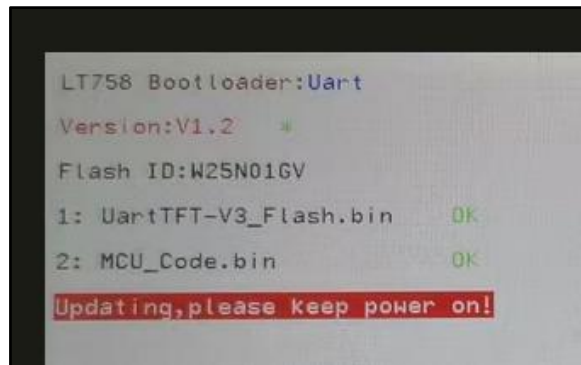 LT758 Bootloader:Uart
Version:V1.2 *
Flash ID:W25N01GV
1: UartTFT-V3_Flash.bin OK
2: MCU_Code.bin OK
Updating,please keep power on!